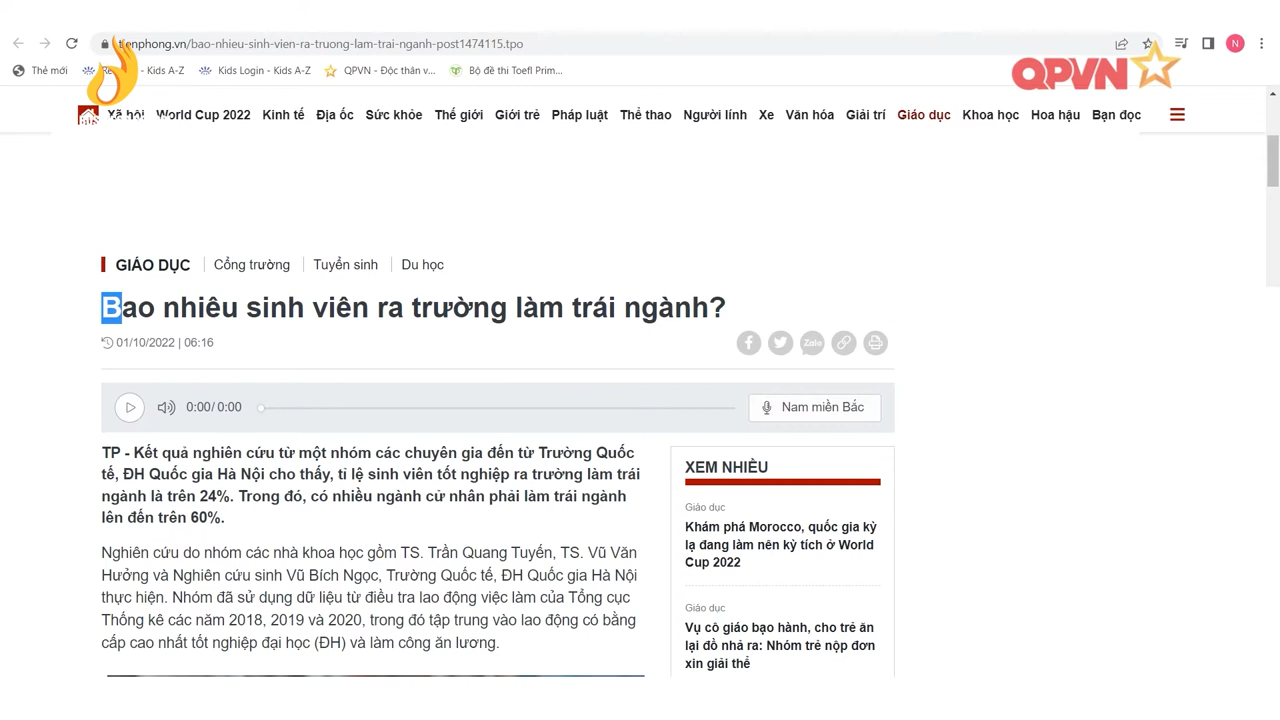 tienphong.vn/bao-nhieu-sinh-vien-ra-truong-lam-trai-nganh-post1474115.tpo
N
Thẻ mới
- Kids A-Z
Kids Login - Kids A-Z
QPVN - Độc thân v...
Bộ đề thi Toefl Prim...
QPVN
Xã hội World Cup 2022 Kinh tế Địa ốc Sức khỏe Thế giới Giới trẻ Pháp luật Thể thao Người lính Xe Văn hóa Giải trí Giáo dục Khoa học Hoa hậu Bạn đọc
GIÁO DỤC Cổng trường Tuyển sinh Du học
Bao nhiêu sinh viên ra trường làm trái ngành?
01/10/2022 | 06:16
Zalo
0:00/ 0:00
Nam miền Bắc
TP - Kết quả nghiên cứu từ một nhóm các chuyên gia đến từ Trường Quốc
tế, ĐH Quốc gia Hà Nội cho thấy, tỉ lệ sinh viên tốt nghiệp ra trường làm trái
ngành là trên 24%. Trong đó, có nhiều ngành cử nhân phải làm trái ngành
lên đến trên 60%.
Nghiên cứu do nhóm các nhà khoa học gồm TS. Trần Quang Tuyến, TS. Vũ Văn
Hưởng và Nghiên cứu sinh Vũ Bích Ngọc, Trường Quốc tế, ĐH Quốc gia Hà Nội
thực hiện. Nhóm đã sử dụng dữ liệu từ điều tra lao động việc làm của Tổng cục
Thống kê các năm 2018, 2019 và 2020, trong đó tập trung vào lao động có bằng
cấp cao nhất tốt nghiệp đại học (ĐH) và làm công ăn lương.
XEM NHIỀU
Giáo dục
Khám phá Morocco, quốc gia kỳ
lạ đang làm nên kỳ tích ở World
Cup 2022
Giáo dục
Vụ cô giáo bạo hành, cho trẻ ăn
lại đồ nhả ra: Nhóm trẻ nộp đơn
xin giải thể